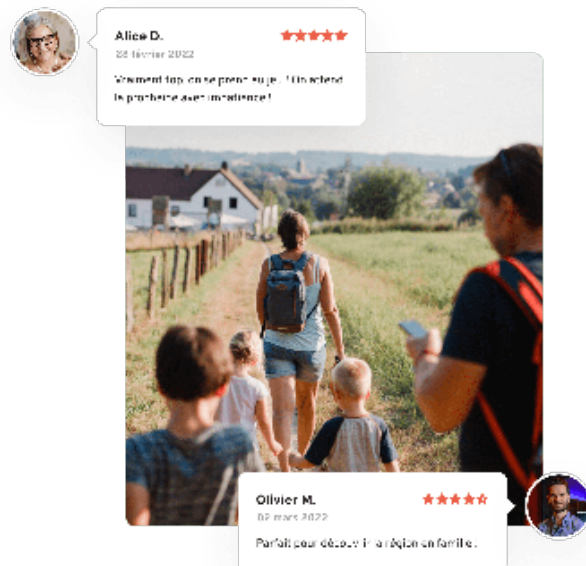 Alice D.
28 février 2022
Vraiment top, on se prend au jeu ! On attend
la prochaine avec impatience !
Olivier M.
02 mars 2022
Parfait pour découvrir la région en famille !